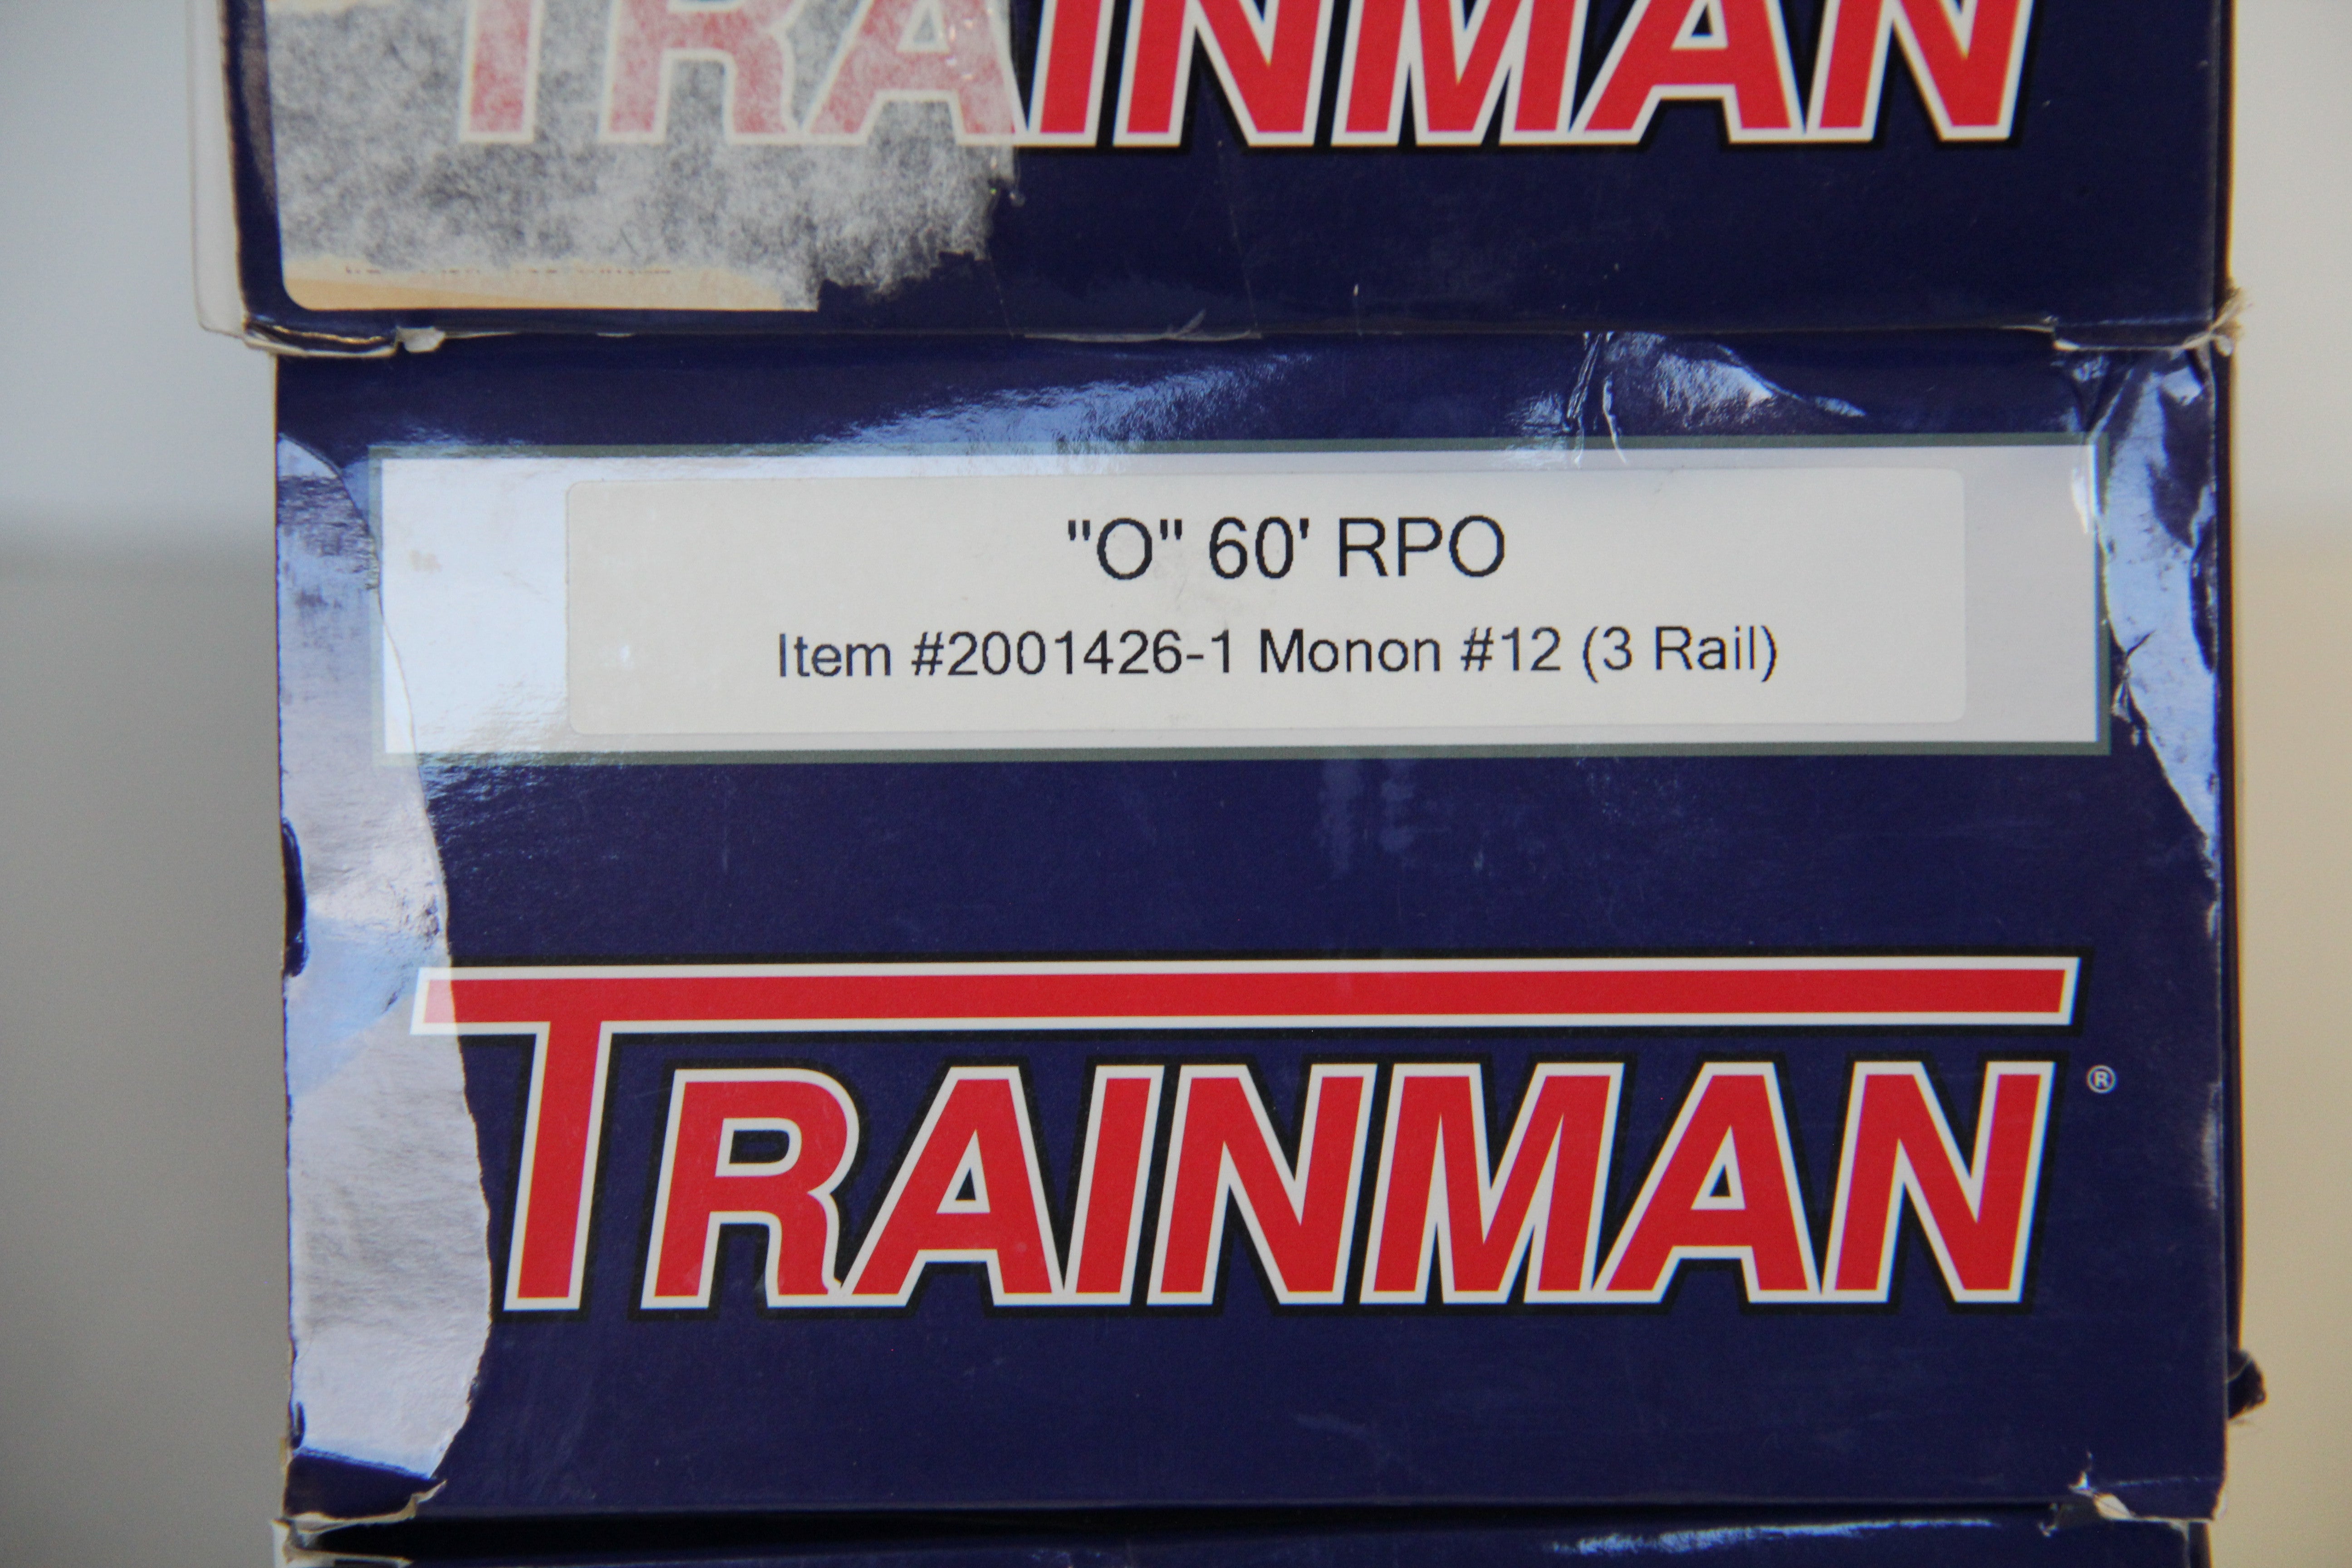 TRAINMAN
"O" 60' RPO
Item #2001426-1 Monon #12 (3 Rail)
TRAINMAN®